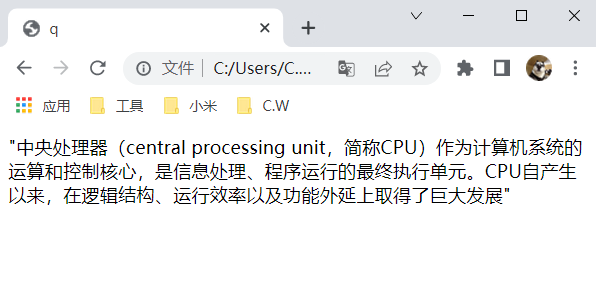 q
文件
C:/Users/C....
应用
工具
小米
C.W
"中央处理器（central processing unit，简称CPU）作为计算机系统的
运算和控制核心，是信息处理、程序运行的最终执行单元。CPU自产生
以来，在逻辑结构、运行效率以及功能外延上取得了巨大发展"